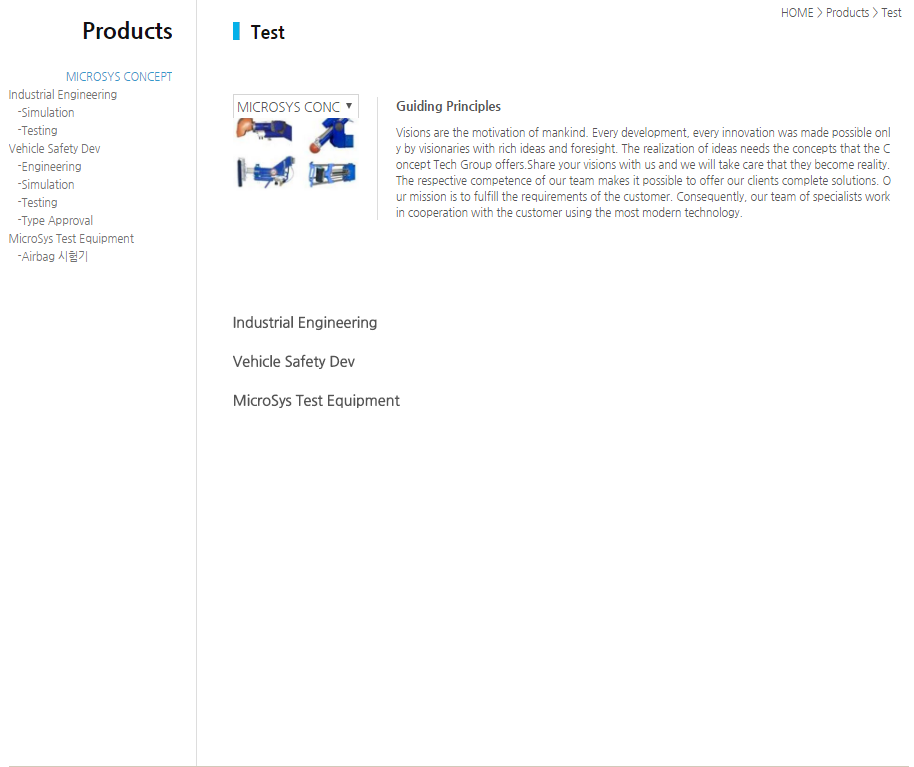 HOME > Products > Test
Products
Test
MICROSYS CONCEPT
Industrial Engineering
-Simulation
-Testing
Vehicle Safety Dev
-Engineering
-Simulation
-Testing
-Type Approval
MicroSys Test Equipment
-Airbag 시험기
MICROSYS CONC
Guiding Principles
Visions are the motivation of mankind. Every development, every innovation was made possible onl
y by visionaries with rich ideas and foresight. The realization of ideas needs the concepts that the C
oncept Tech Group offers.Share your visions with us and we will take care that they become reality.
The respective competence of our team makes it possible to offer our clients complete solutions. O
ur mission is to fulfill the requirements of the customer. Consequently, our team of specialists work
in cooperation with the customer using the most modern technology.
Industrial Engineering
Vehicle Safety Dev
MicroSys Test Equipment